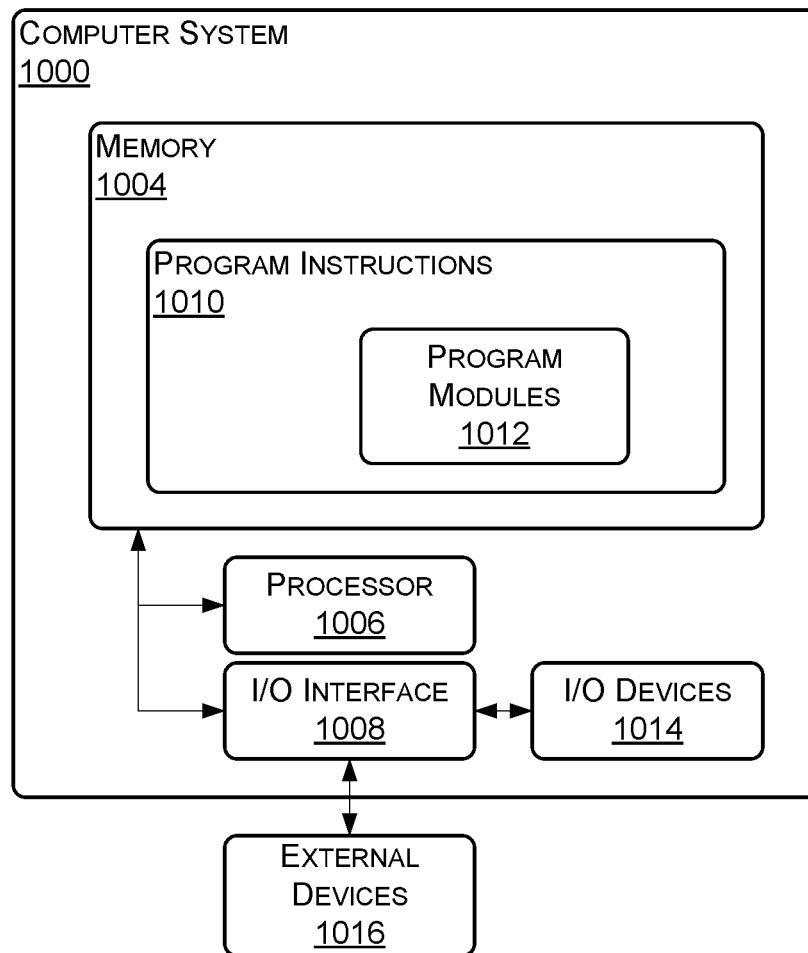 COMPUTER SYSTEM
1000
MEMORY
1004
PROGRAM INSTRUCTIONS
1010
PROGRAM
MODULES
1012
PROCESSOR
1006
I/O INTERFACE
1008
I/O DEVICES
1014
EXTERNAL
DEVICES
1016